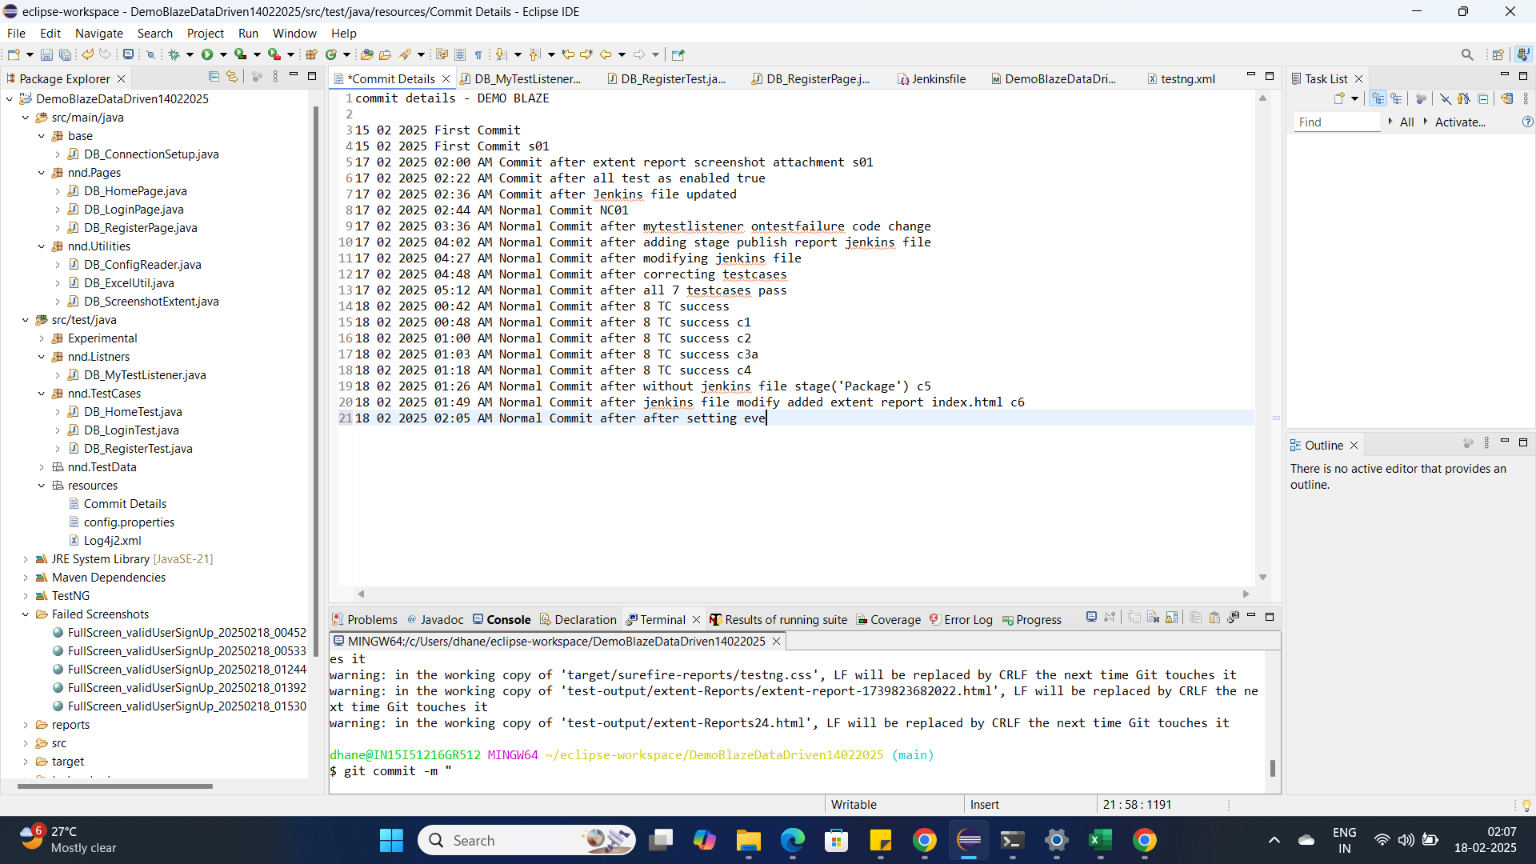 eclipse-workspace - DemoBlazeDataDriven14022025/src/test/java/resources/Commit Details - Eclipse IDE
File Edit Navigate Search Project Run Window Help
Package Explorer
DemoBlazeDataDriven14022025
src/main/java
base
DB_ConnectionSetup.java
nnd.Pages
DB_HomePage.java
DB_LoginPage.java
DB_RegisterPage.java
nnd.Utilities
DB_ConfigReader.java
DB_ExcelUtil.java
DB_ScreenshotExtent.java
src/test/java
Experimental
nnd.Listners
DB_MyTestListener.java
nnd.TestCases
DB_HomeTest.java
DB_LoginTest.java
DB_RegisterTest.java
nnd.TestData
resources
Commit Details
config.properties
Log4j2.xml
JRE System Library [JavaSE-21]
Maven Dependencies
TestNG
Failed Screenshots
FullScreen_validUserSignUp_20250218_00452
FullScreen_validUserSignUp_20250218_00533
FullScreen_validUserSignUp_20250218_01244
FullScreen_validUserSignUp_20250218_01392
FullScreen_validUserSignUp_20250218_01530
reports
src
target
*Commit Details DB_MyTestListener... DB_RegisterTest.ja... DB_RegisterPage.j... Jenkinsfile DemoBlazeDataDri... testng.xml
1 commit details - DEMO BLAZE
2
3 15 02 2025 First Commit
4 15 02 2025 First Commit s01
5 17 02 2025 02:00 AM Commit after extent report screenshot attachment s01
6 17 02 2025 02:22 AM Commit after all test as enabled true
7 17 02 2025 02:36 AM Commit after Jenkins file updated
8 17 02 2025 02:44 AM Normal Commit NC01
9 17 02 2025 03:36 AM Normal Commit after mytestlistener ontestfailure code change
10 17 02 2025 04:02 AM Normal Commit after adding stage publish report jenkins file
11 17 02 2025 04:27 AM Normal Commit after modifying jenkins file
12 17 02 2025 04:48 AM Normal Commit after correcting testcases
13 17 02 2025 05:12 AM Normal Commit after all 7 testcases pass
14 18 02 2025 00:42 AM Normal Commit after 8 TC success
15 18 02 2025 00:48 AM Normal Commit after 8 TC success c1
16 18 02 2025 01:00 AM Normal Commit after 8 TC success c2
17 18 02 2025 01:03 AM Normal Commit after 8 TC success c3a
18 18 02 2025 01:18 AM Normal Commit after 8 TC success c4
19 18 02 2025 01:26 AM Normal Commit after without jenkins file stage('Package') c5
20 18 02 2025 01:49 AM Normal Commit after jenkins file modify added extent report index.html c6
21 18 02 2025 02:05 AM Normal Commit after after setting eve
Task List
Find All Activate...
Outline
There is no active editor that provides an
outline.
Problems Javadoc Console Declaration Terminal Results of running suite Coverage Error Log Progress
MINGW64:/c/Users/dhane/eclipse-workspace/DemoBlazeDataDriven14022025
es it
warning: in the working copy of 'target/surefire-reports/testng.css', LF will be replaced by CRLF the next time Git touches it
warning: in the working copy of 'test-output/extent-Reports/extent-report-1739823682022.html', LF will be replaced by CRLF the ne
xt time Git touches it
warning: in the working copy of 'test-output/extent-Reports24.html', LF will be replaced by CRLF the next time Git touches it
dhane@IN15I51216GR512 MINGW64 ~/eclipse-workspace/DemoBlazeDataDriven14022025 (main)
$ git commit -m "
Writable Insert 21 : 58 : 1191
6
27°C
Mostly clear
Search
ENG
IN
02:07
18-02-2025